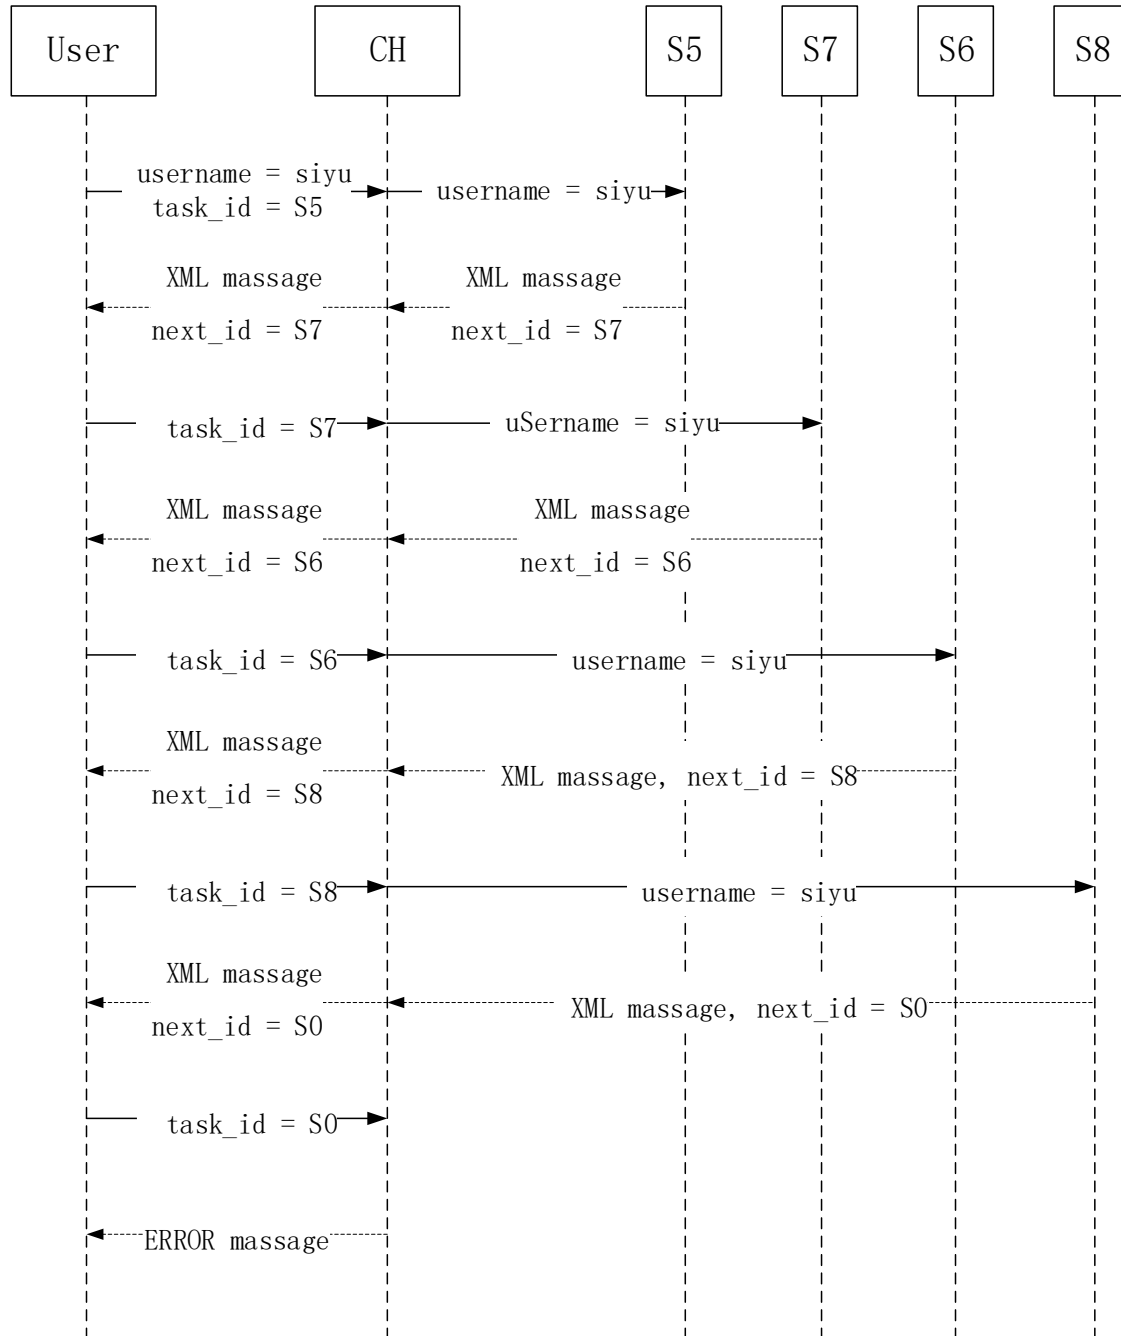 User
CH
S5
S7
S6
S8
username = siyu
task_id = S5
username = siyu
XML massage
next_id = S7
XML massage
next_id = S7
task_id = S7
uSername = siyu
XML massage
next_id = S6
XML massage
next_id = S6
task_id = S6
username = siyu
XML massage
next_id = S8
XML massage, next_id = S8
task_id = S8
username = siyu
XML massage
next_id = S0
XML massage, next_id = S0
task_id = S0
ERROR massage